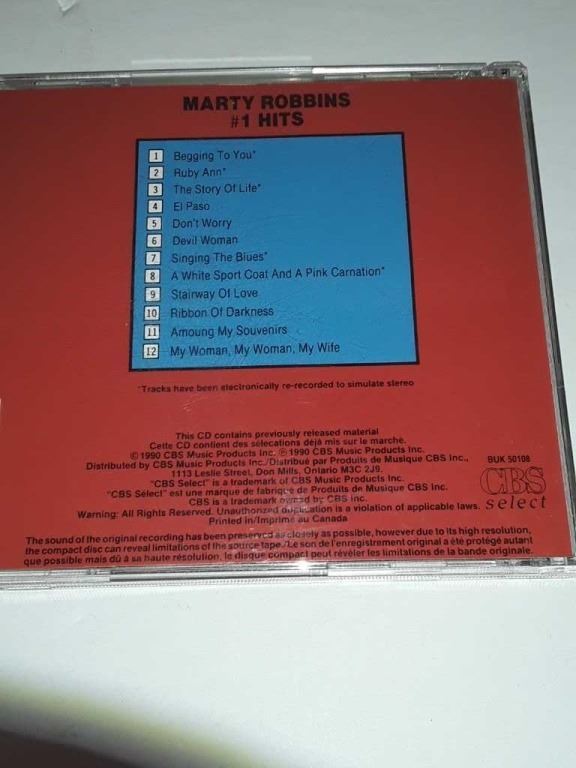 MARTY ROBBINS
#1 HITS
1 Begging To You*
2 Ruby Ann*
3 The Story Of Life*
4 El Paso
5 Don't Worry
6 Devil Woman
7 Singing The Blues*
8 A White Sport Coat And A Pink Carnation*
9 Stairway Of Love
10 Ribbon Of Darkness
11 Amoung My Souvenirs
12 My Woman, My Woman, My Wife
*Tracks have been electronically re-recorded to simulate stereo
This CD contains previously released material
Cette CD contient des sélecations déjà mis sur le marché.
© 1990 CBS Music Products Inc. ℗ 1990 CBS Music Products Inc.
Distributed by CBS Music Products Inc./Distribué par Produits de Musique CBS Inc.,
1113 Leslie Street, Don Mills, Ontario M3C 2J9.
"CBS Select" is a trademark of CBS Music Products Inc.
"CBS Sélect" est une marque de fabrique de Produits de Musique CBS Inc.
CBS is a trademark owned by CBS Inc.
Warning: All Rights Reserved. Unauthorized duplication is a violation of applicable laws.
Printed in/Imprimé au Canada
BUK 50108
CBS
select
The sound of the original recording has been preserved as closely as possible, however due to its high resolution,
the compact disc can reveal limitations of the source tape./Le son de l'enregistrement original a été protégé autant
que possible mais dû à sa haute résolution, le disque compact peut révéler les limitations de la bande originale.